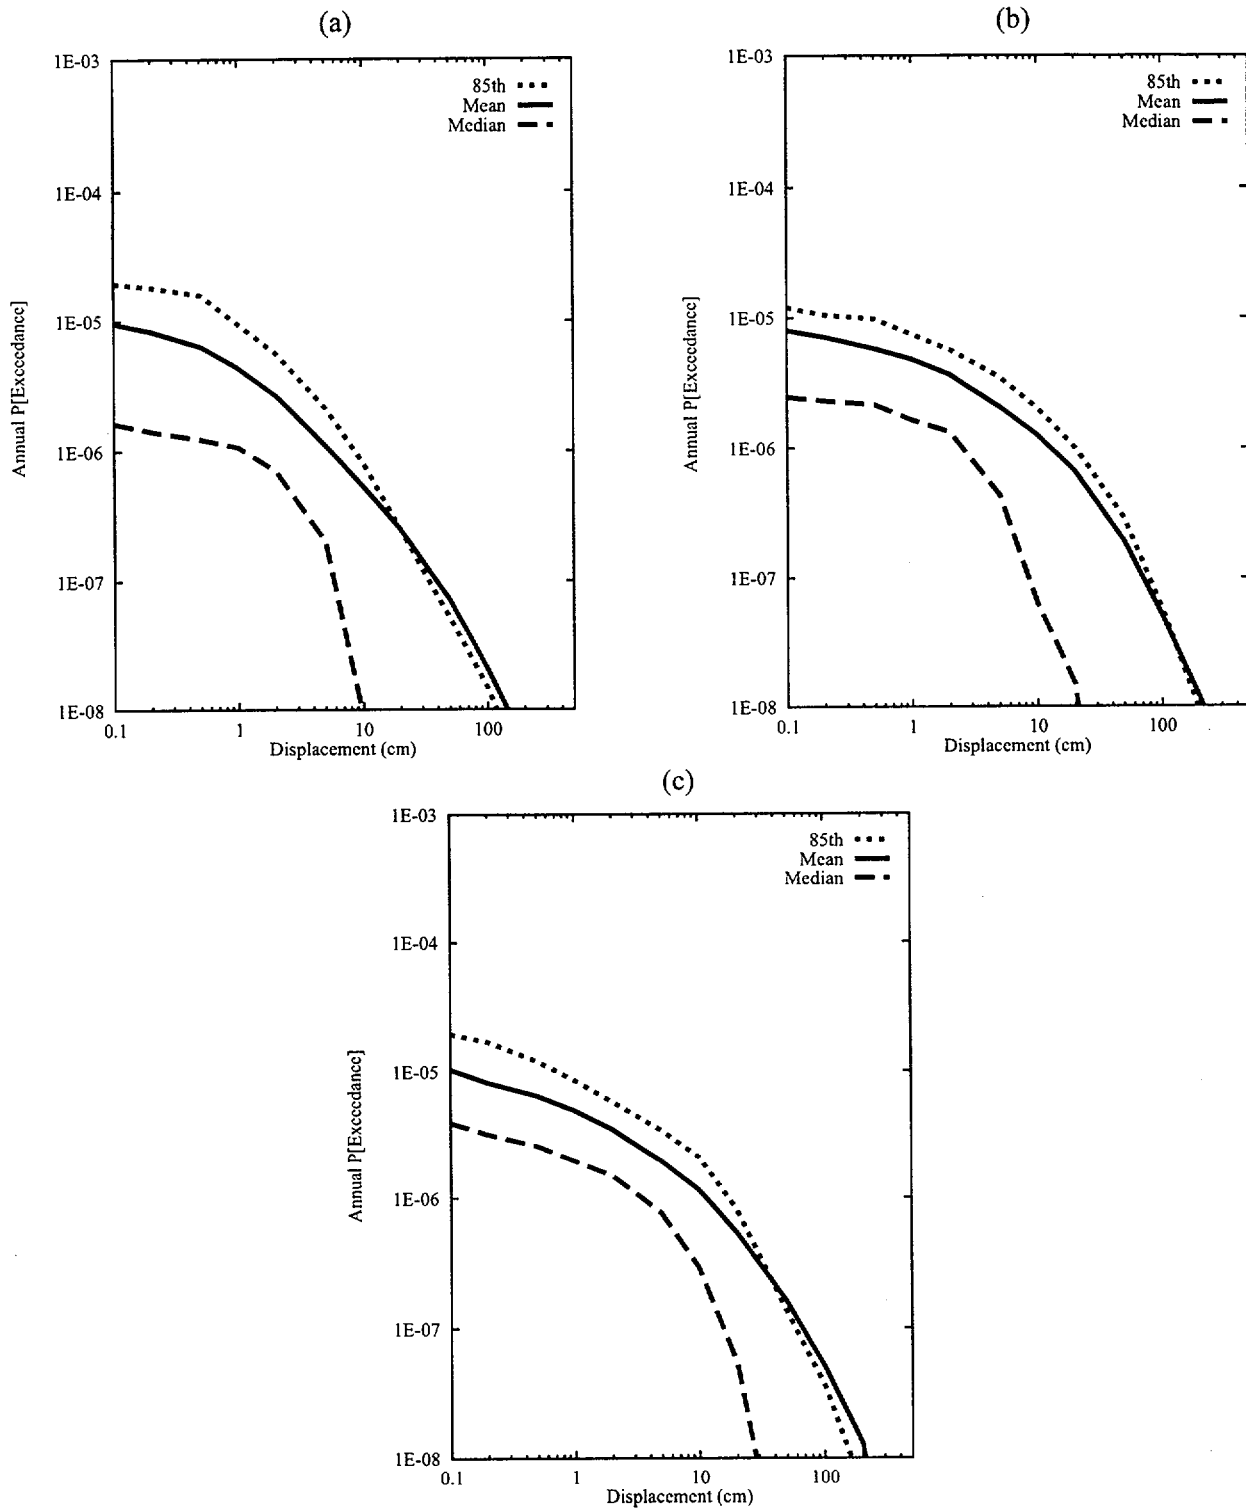 (a)
1E-03
1E-04
1E-05
1E-06
1E-07
1E-08
Annual P[Exceedance]
85th
Mean
Median
0.1 1 10 100
Displacement (cm)
(b)
1E-03
1E-04
1E-05
1E-06
1E-07
1E-08
Annual P[Exceedance]
85th
Mean
Median
0.1 1 10 100
Displacement (cm)
(c)
1E-03
1E-04
1E-05
1E-06
1E-07
1E-08
Annual P[Exceedance]
85th
Mean
Median
0.1 1 10 100
Displacement (cm)